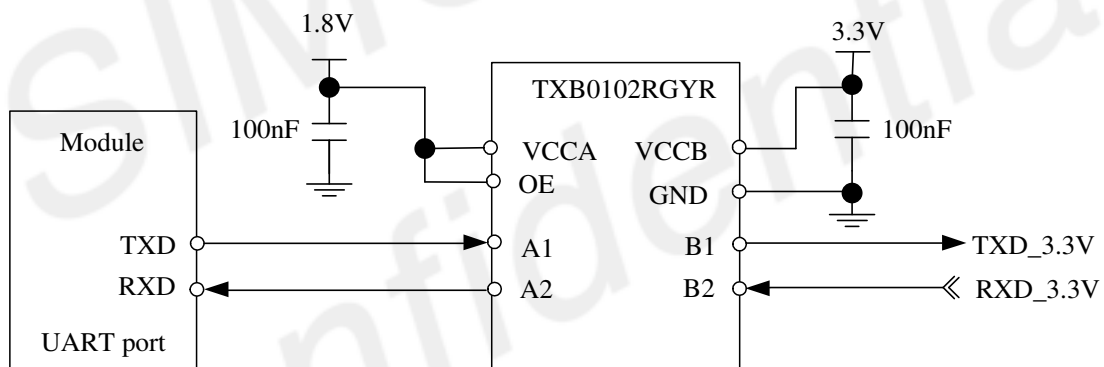 1.8V
3.3V
TXB0102RGYR
100nF
100nF
Module
VCCA
VCCB
OE
GND
TXD
A1
B1
TXD_3.3V
RXD
A2
B2
RXD_3.3V
UART port